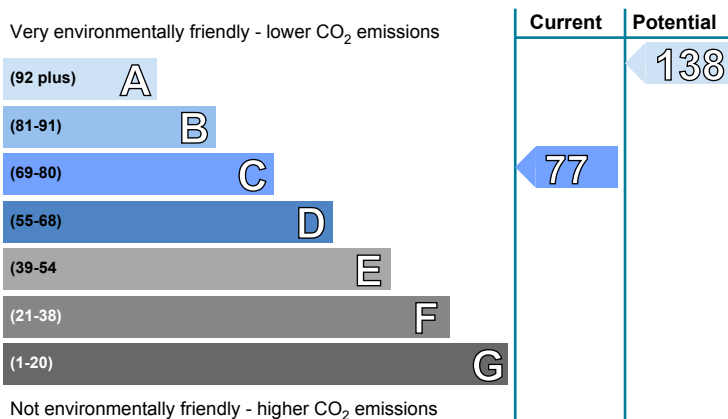 Very environmentally friendly - lower CO2 emissions
Current
Potential
(92 plus) A
138
(81-91) B
(69-80) C
77
(55-68) D
(39-54 E
(21-38) F
(1-20) G
Not environmentally friendly - higher CO2 emissions